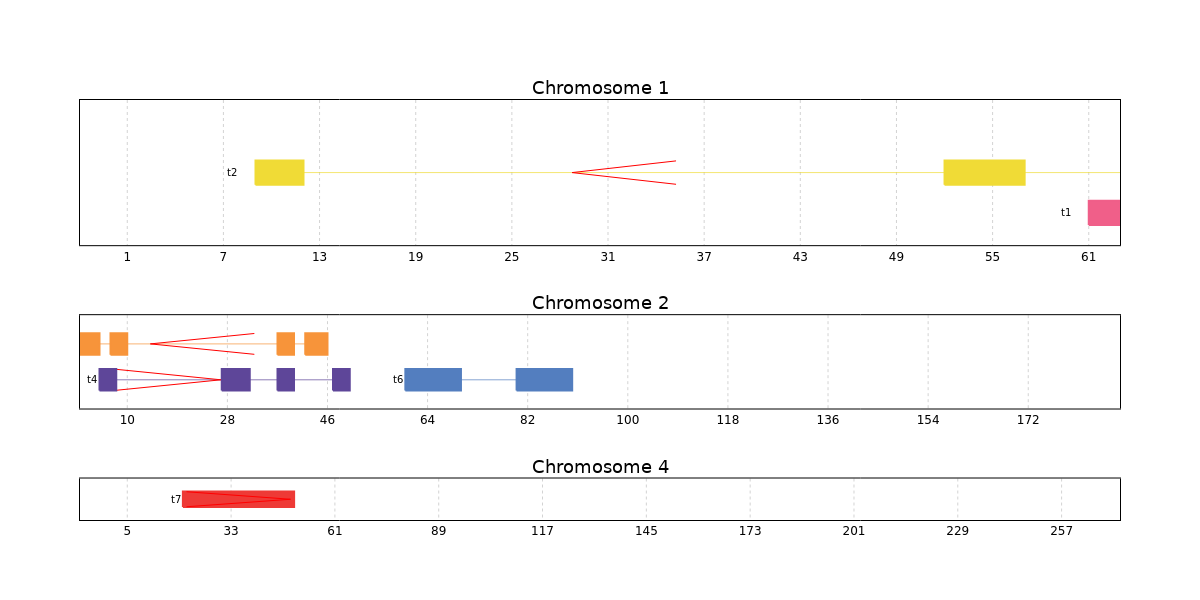 Chromosome 1
t2
t1
1 7 13 19 25 31 37 43 49 55 61
Chromosome 2
t4 t6
10 28 46 64 82 100 118 136 154 172
Chromosome 4
t7
5 33 61 89 117 145 173 201 229 257